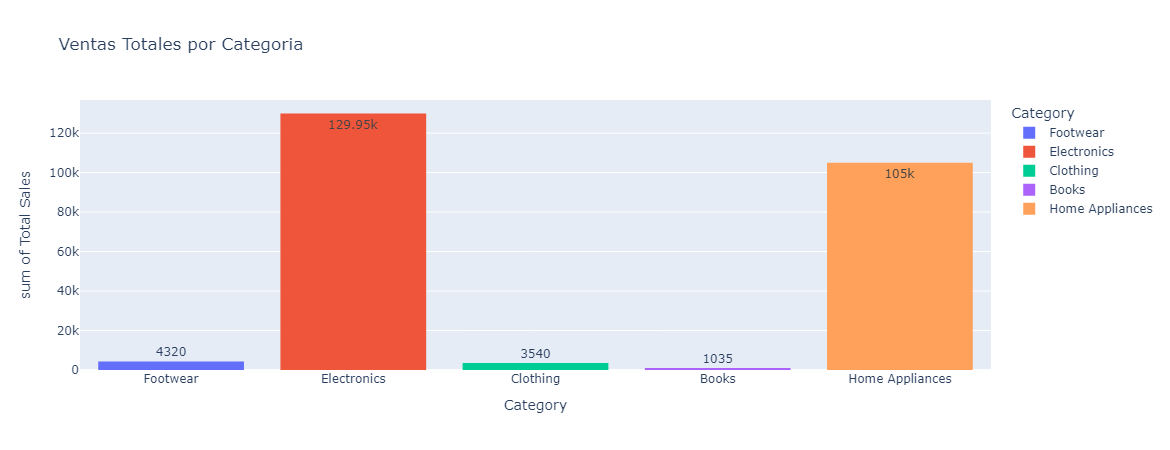 Ventas Totales por Categoria
sum of Total Sales
120k
100k
80k
60k
40k
20k
0
4320
129.95k
3540
1035
105k
Footwear
Electronics
Clothing
Books
Home Appliances
Category
Category
Footwear
Electronics
Clothing
Books
Home Appliances